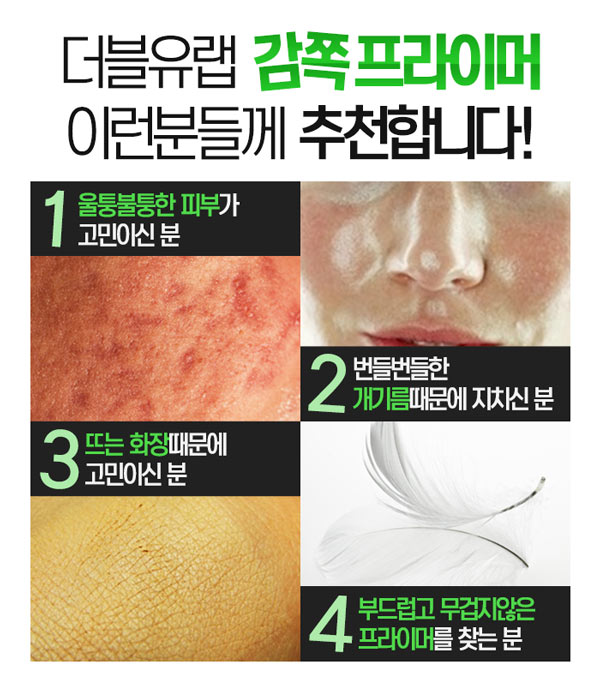 더블유랩 감쪽프라이머
이런분들께 추천합니다!
1 울퉁불퉁한 피부가
고민이신 분
2 번들번들한
개기름때문에 지치신 분
3 뜨는 화장때문에
고민이신 분
4 부드럽고 무겁지않은
프라이머를 찾는 분